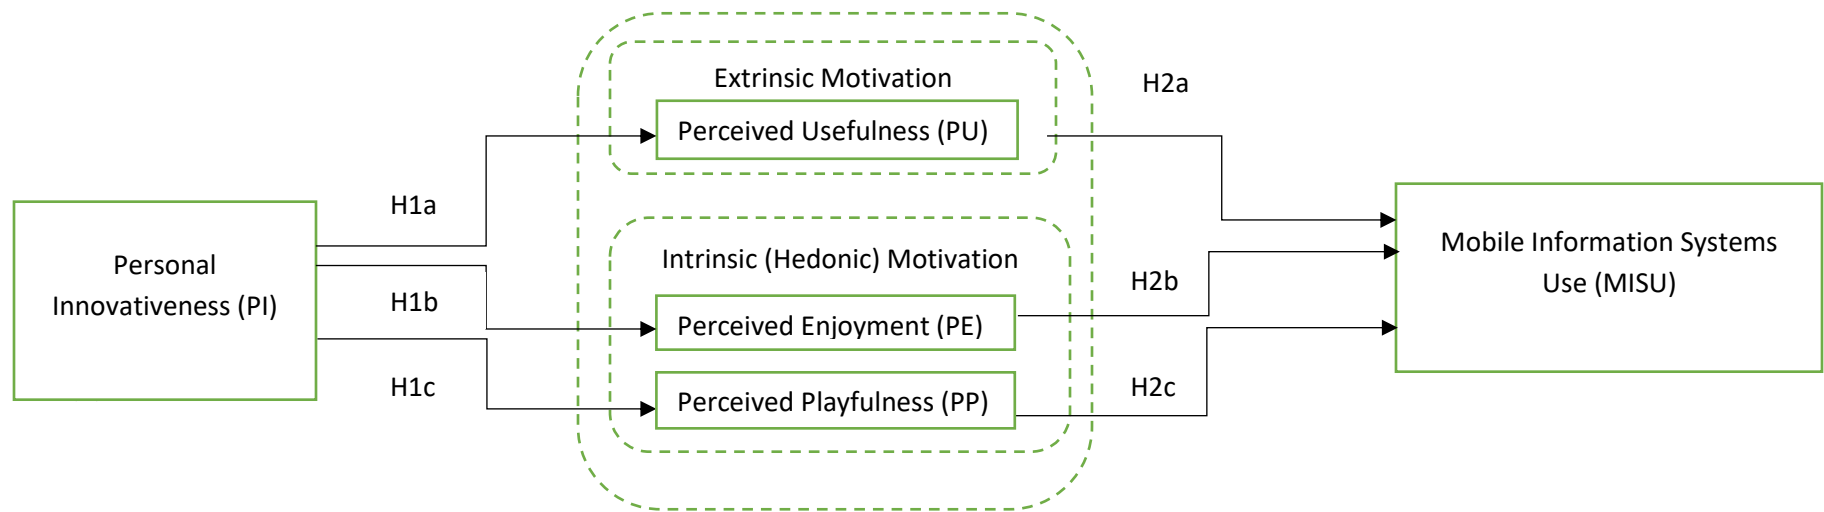 Extrinsic Motivation
Perceived Usefulness (PU)
H2a
H1a
Personal
Innovativeness (PI)
H1b
H1c
Intrinsic (Hedonic) Motivation
Perceived Enjoyment (PE)
Perceived Playfulness (PP)
H2b
H2c
Mobile Information Systems
Use (MISU)